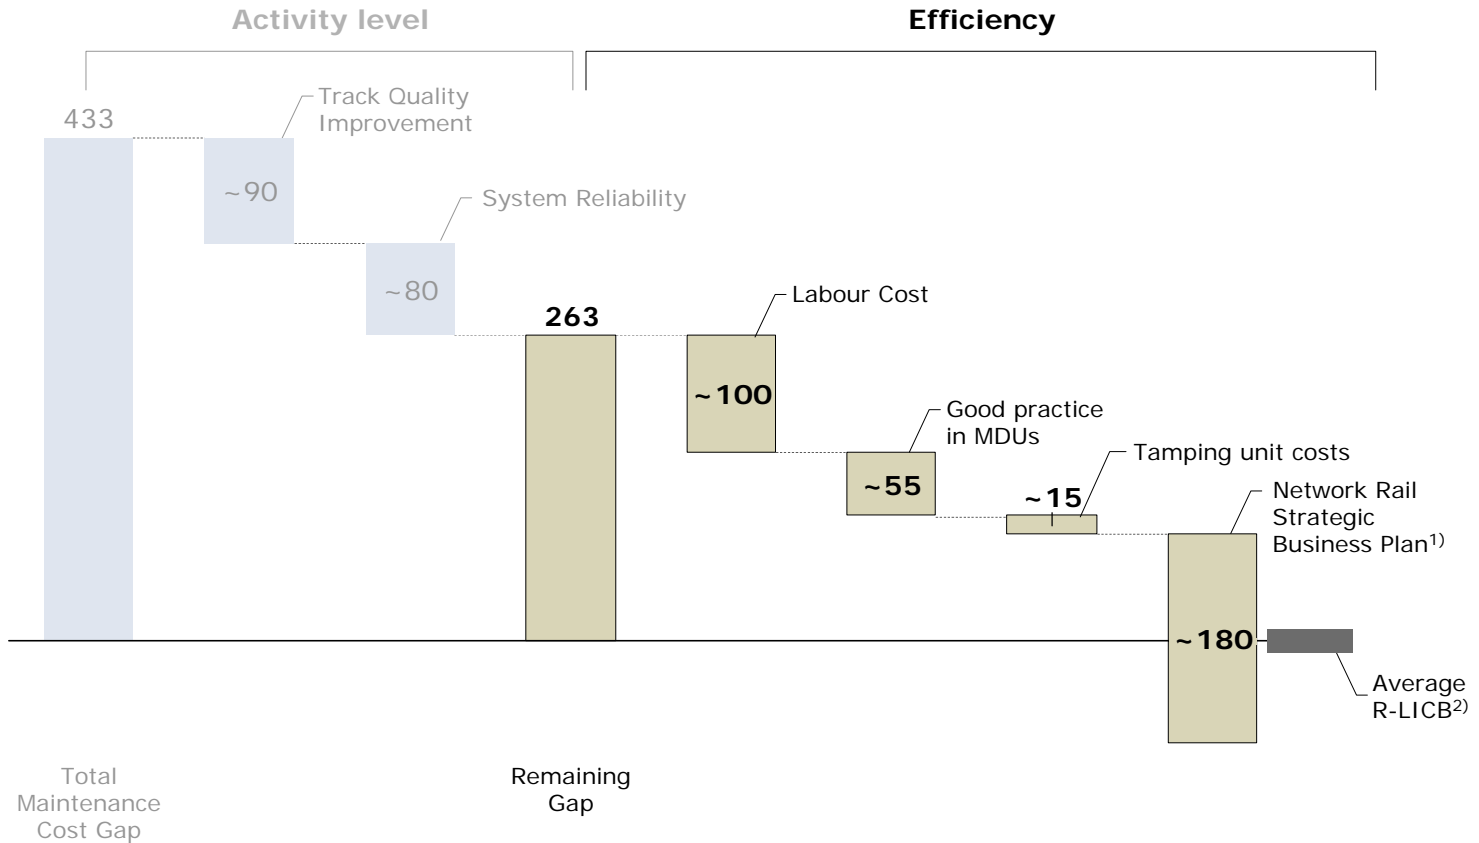 Activity level
Efficiency
433
Track Quality
Improvement
~90
System Reliability
~80
263
Labour Cost
~100
Good practice
in MDUs
~55
Tamping unit costs
~15
Network Rail
Strategic
Business Plan1)
~180
Average
R-LICB2)
Total
Maintenance
Cost Gap
Remaining
Gap